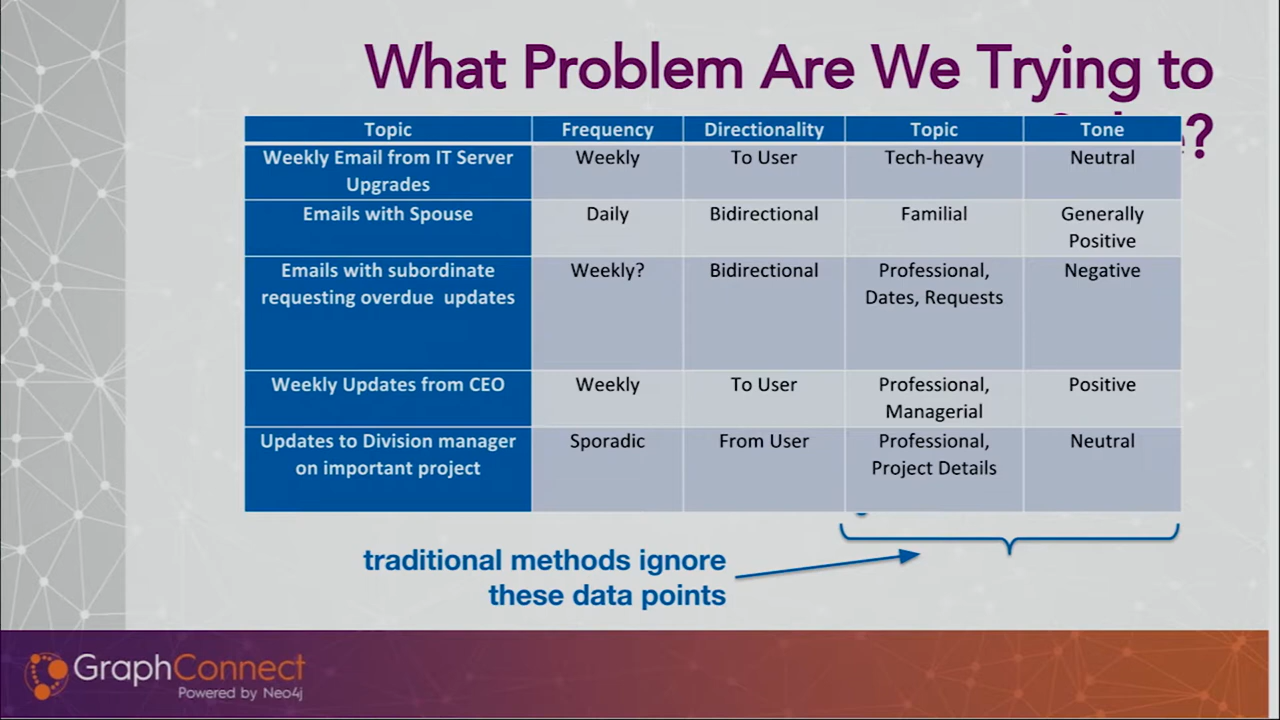 What Problem Are We Trying to
?
Topic Frequency Directionality Topic Tone
Weekly Email from IT Server Upgrades Weekly To User Tech-heavy Neutral
Emails with Spouse Daily Bidirectional Familial Generally Positive
Emails with subordinate requesting overdue updates Weekly? Bidirectional Professional, Dates, Requests Negative
Weekly Updates from CEO Weekly To User Professional, Managerial Positive
Updates to Division manager on important project Sporadic From User Professional, Project Details Neutral
traditional methods ignore
these data points
GraphConnect
Powered by Neo4j